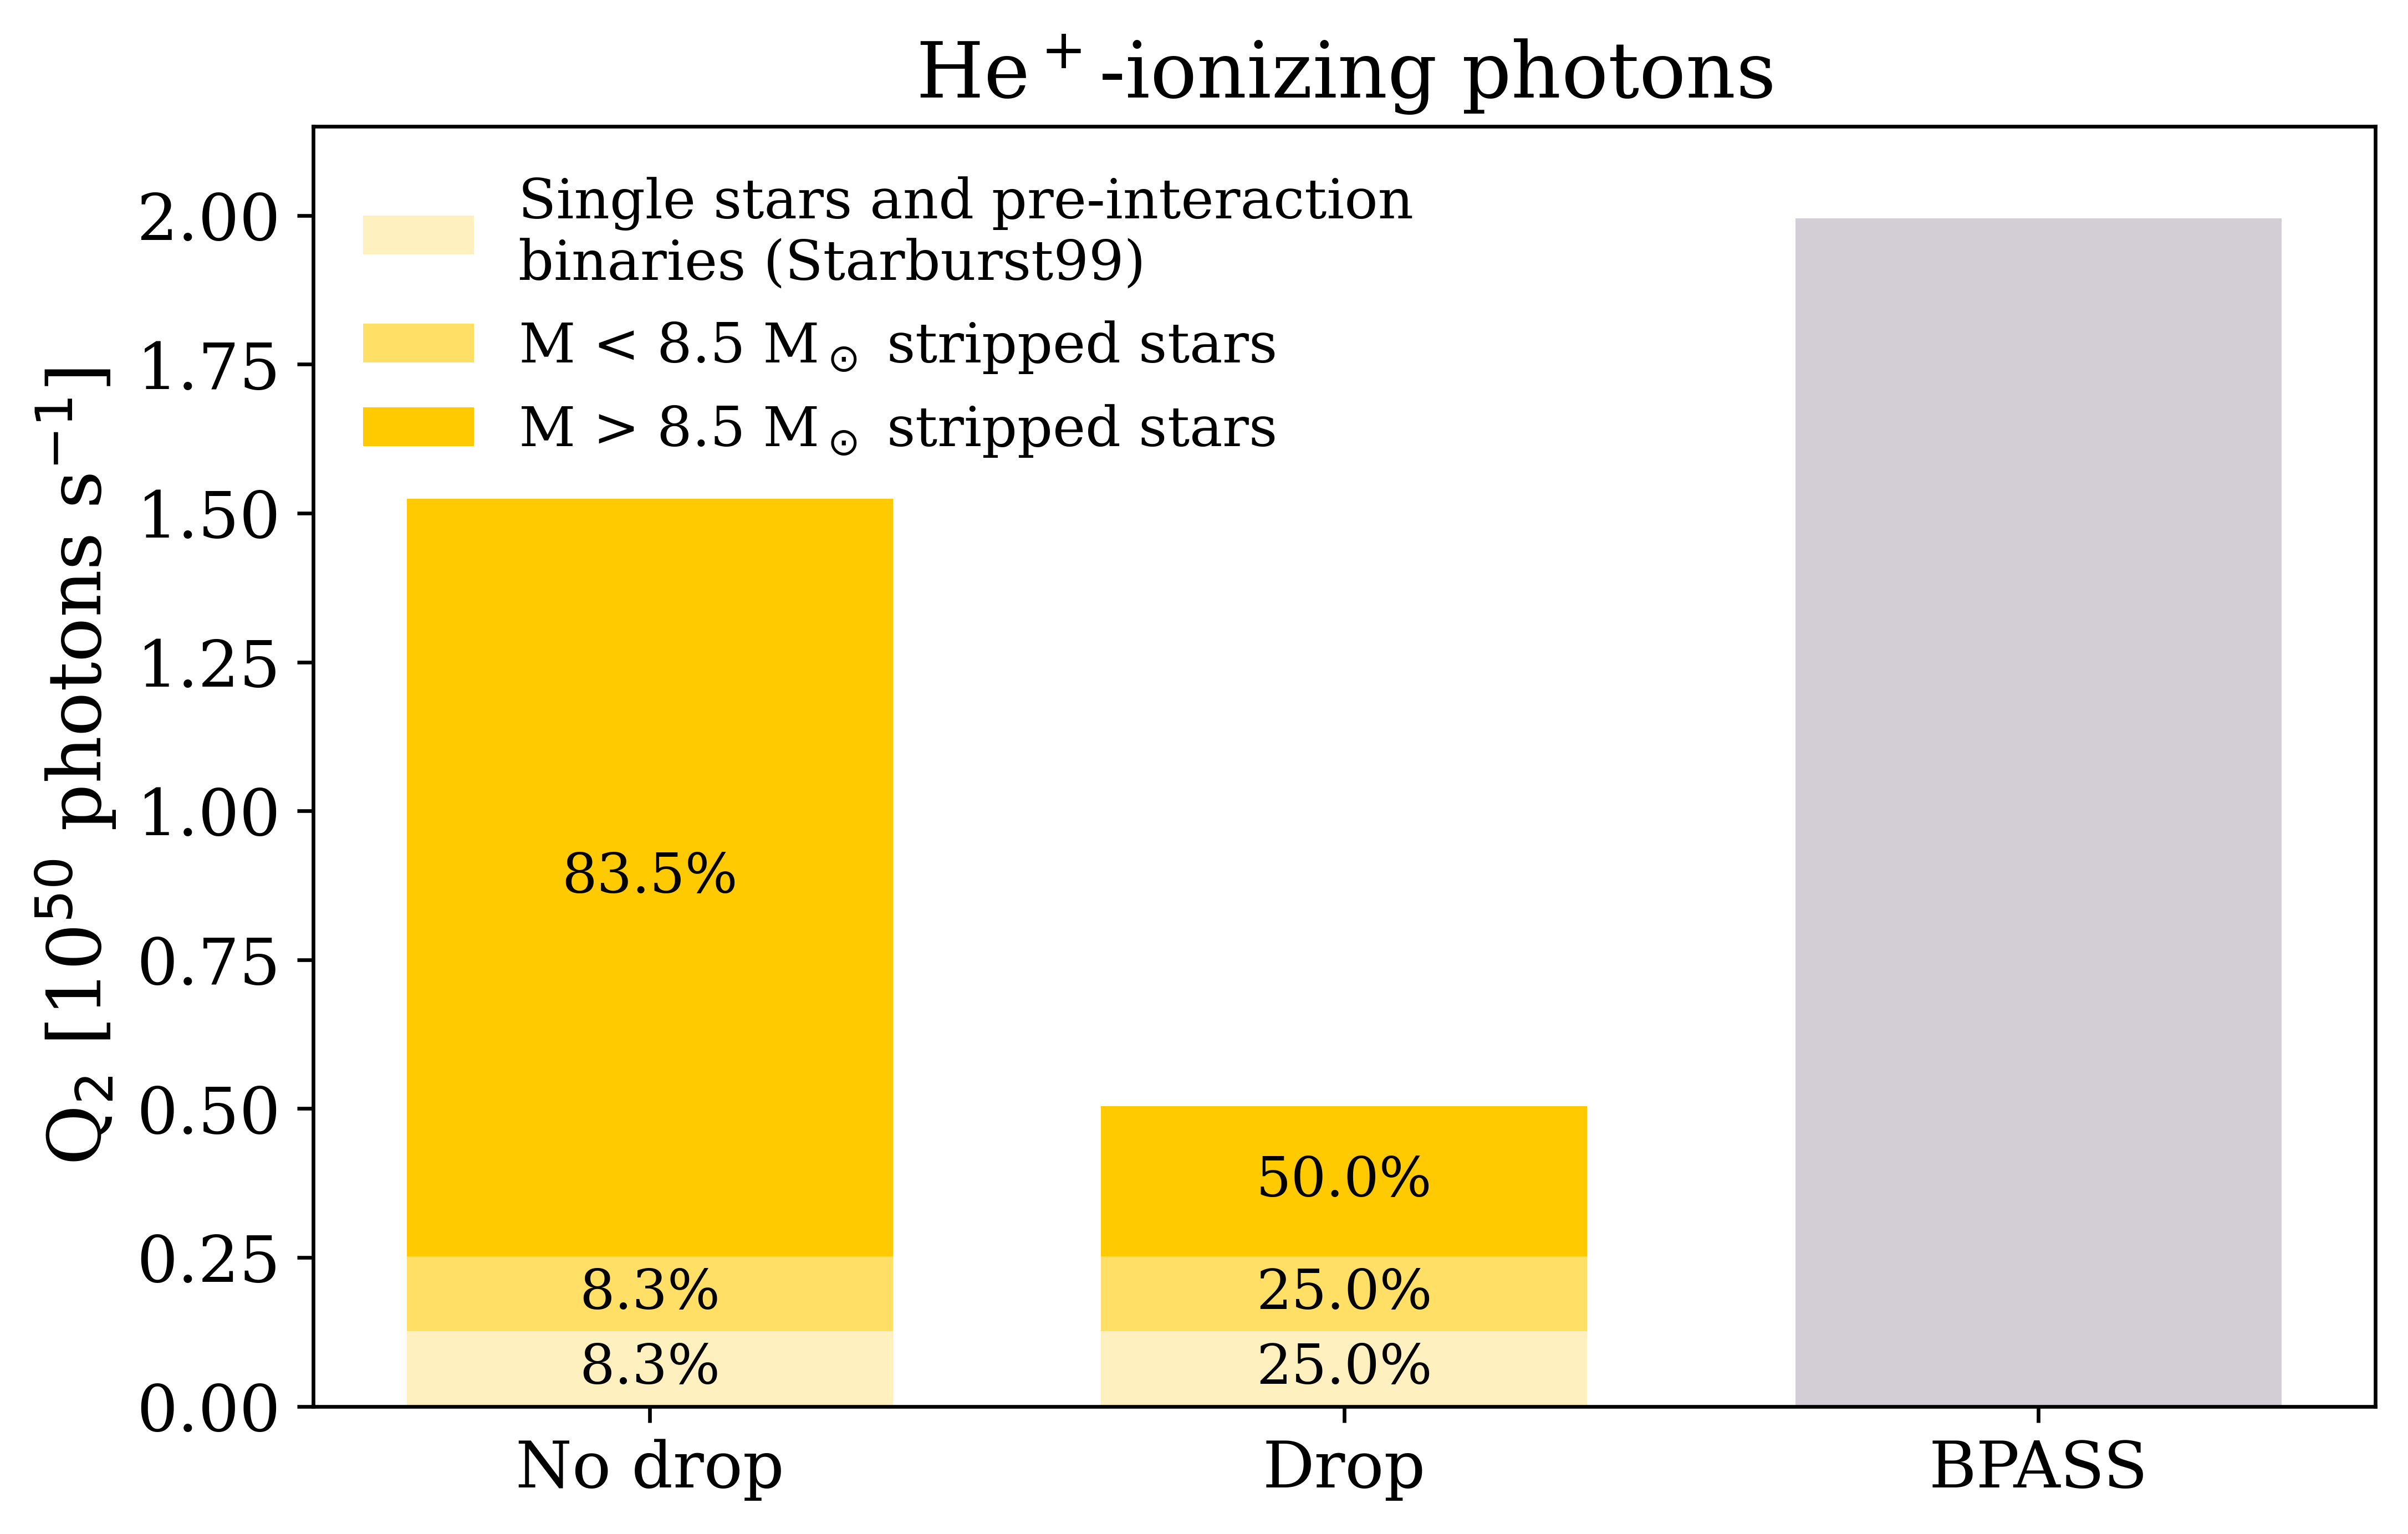 He⁺-ionizing photons
Q₂ [10⁵⁰ photons s⁻¹]
2.00
1.75
1.50
1.25
1.00
0.75
0.50
0.25
0.00
Single stars and pre-interaction
binaries (Starburst99)
M < 8.5 M⊙ stripped stars
M > 8.5 M⊙ stripped stars
83.5%
8.3%
8.3%
50.0%
25.0%
25.0%
No drop
Drop
BPASS